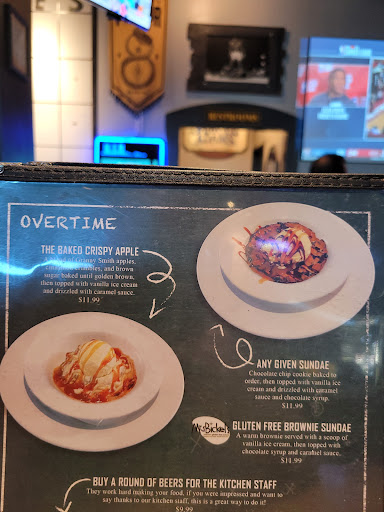 8
RESTROOMS
OVERTIME
THE BAKED CRISPY APPLE
Granny Smith apples,
and brown
sugar baked until golden brown,
then topped with vanilla ice cream
and drizzled with caramel sauce.
$11.99
ANY GIVEN SUNDAE
Chocolate chip cookie baked to
order, then topped with vanilla ice
cream and drizzled with caramel
sauce and chocolate syrup.
$11.99
GLUTEN FREE BROWNIE SUNDAE
A warm brownie served with a scoop of
vanilla ice cream, then topped with
chocolate syrup and caramel sauce.
$11.99
BUY A ROUND OF BEERS FOR THE KITCHEN STAFF
They work hard making your food, if you were impressed and want to
say thanks to our kitchen staff, this is a great way to do it!
$9.99